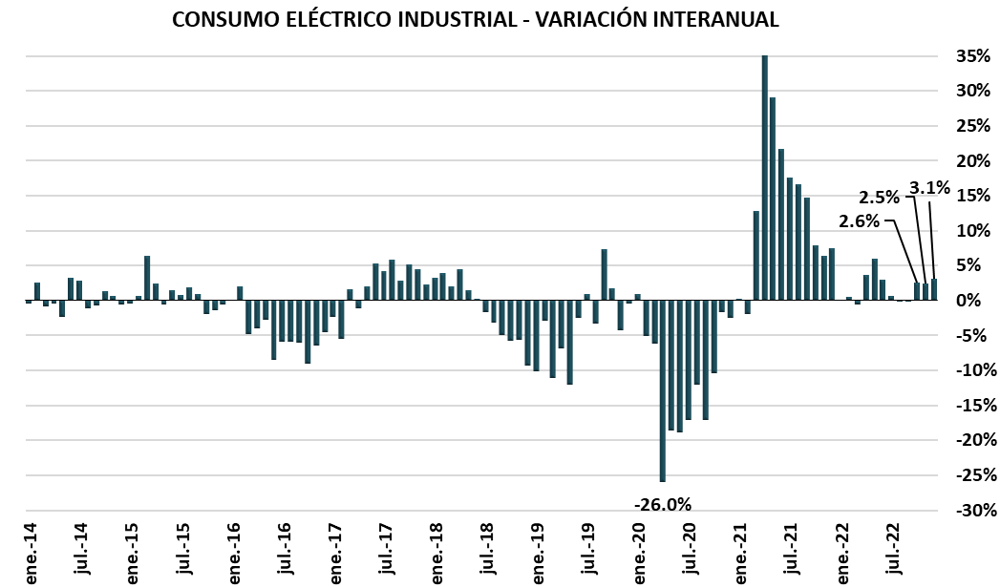 CONSUMO ELÉCTRICO INDUSTRIAL - VARIACIÓN INTERANUAL
35%
30%
25%
20%
15%
10%
5%
0%
-5%
-10%
-15%
-20%
-25%
-30%
2.6%
2.5%
3.1%
-26.0%
ene.-14
jul.-14
ene.-15
jul.-15
ene.-16
jul.-16
ene.-17
jul.-17
ene.-18
jul.-18
ene.-19
jul.-19
ene.-20
jul.-20
ene.-21
jul.-21
ene.-22
jul.-22